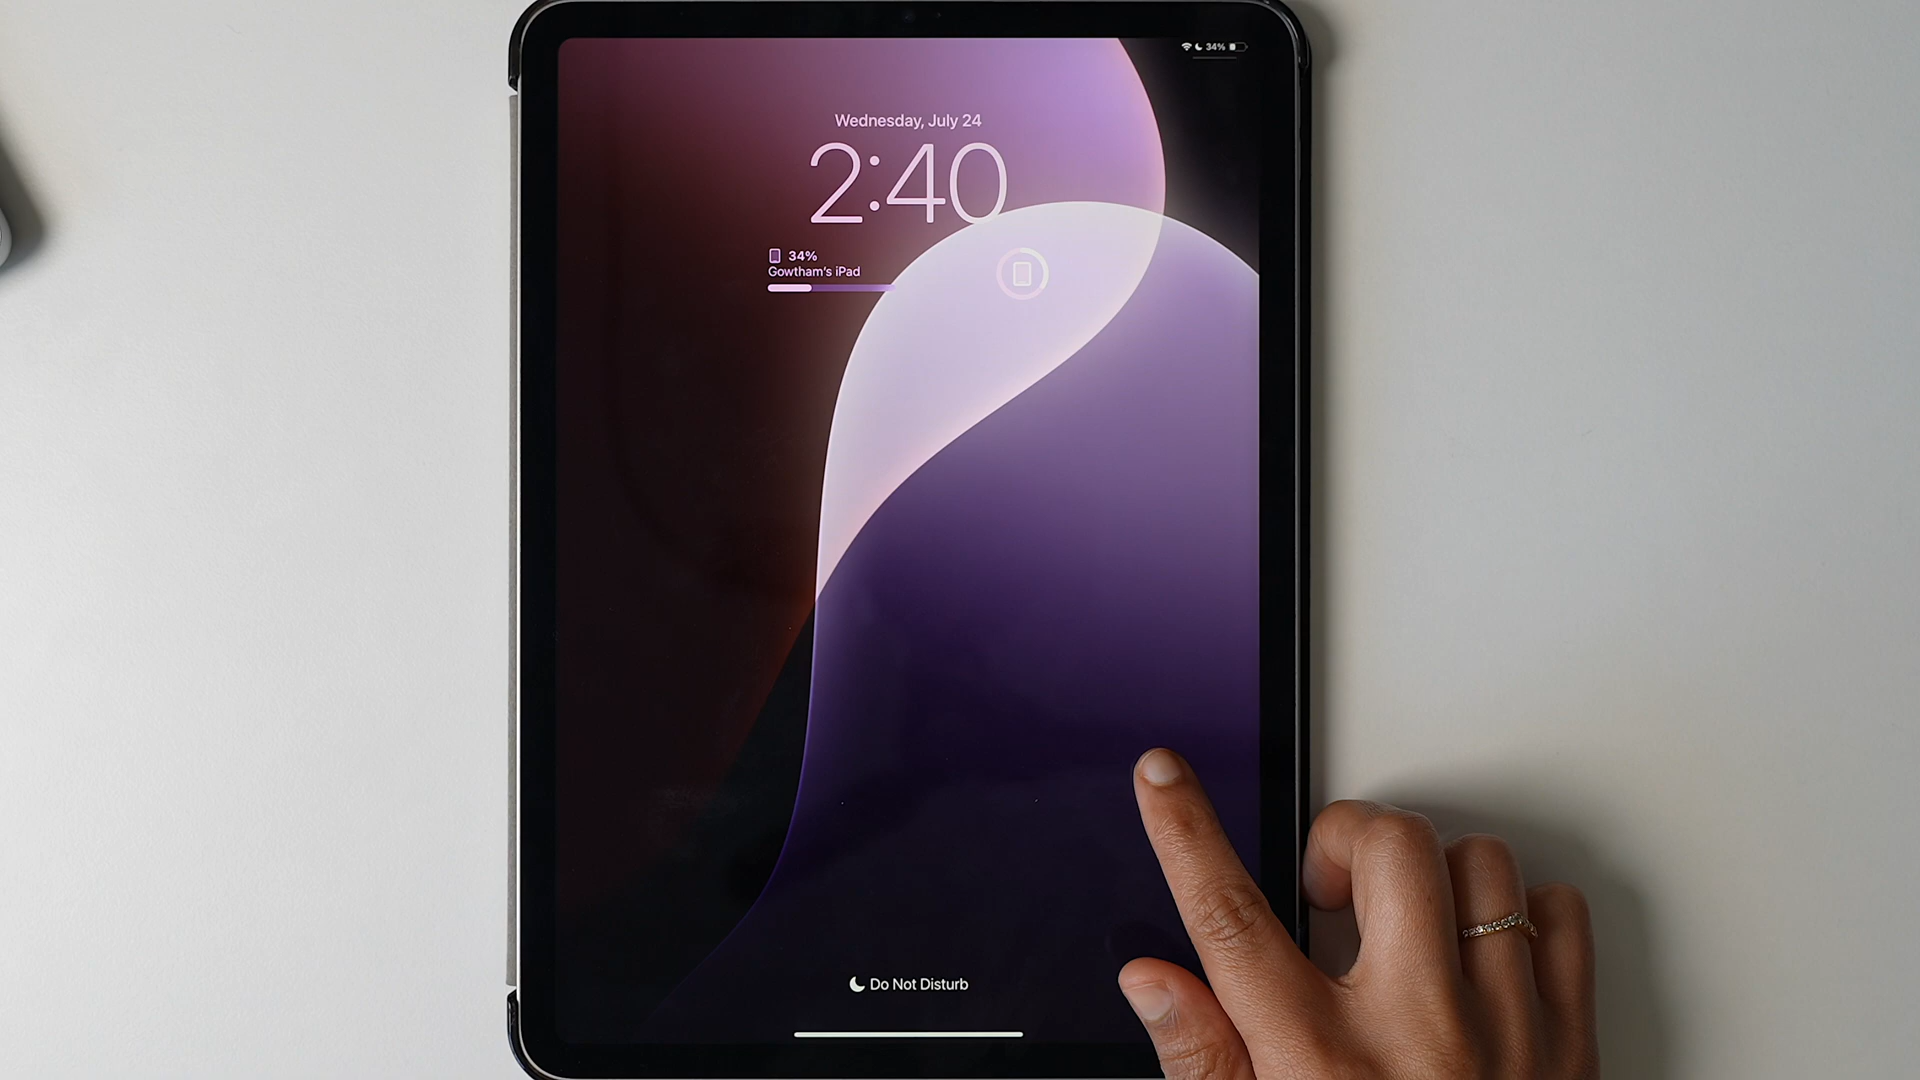 34%
Wednesday, July 24
2:40
34%
Gowtham's iPad
Do Not Disturb